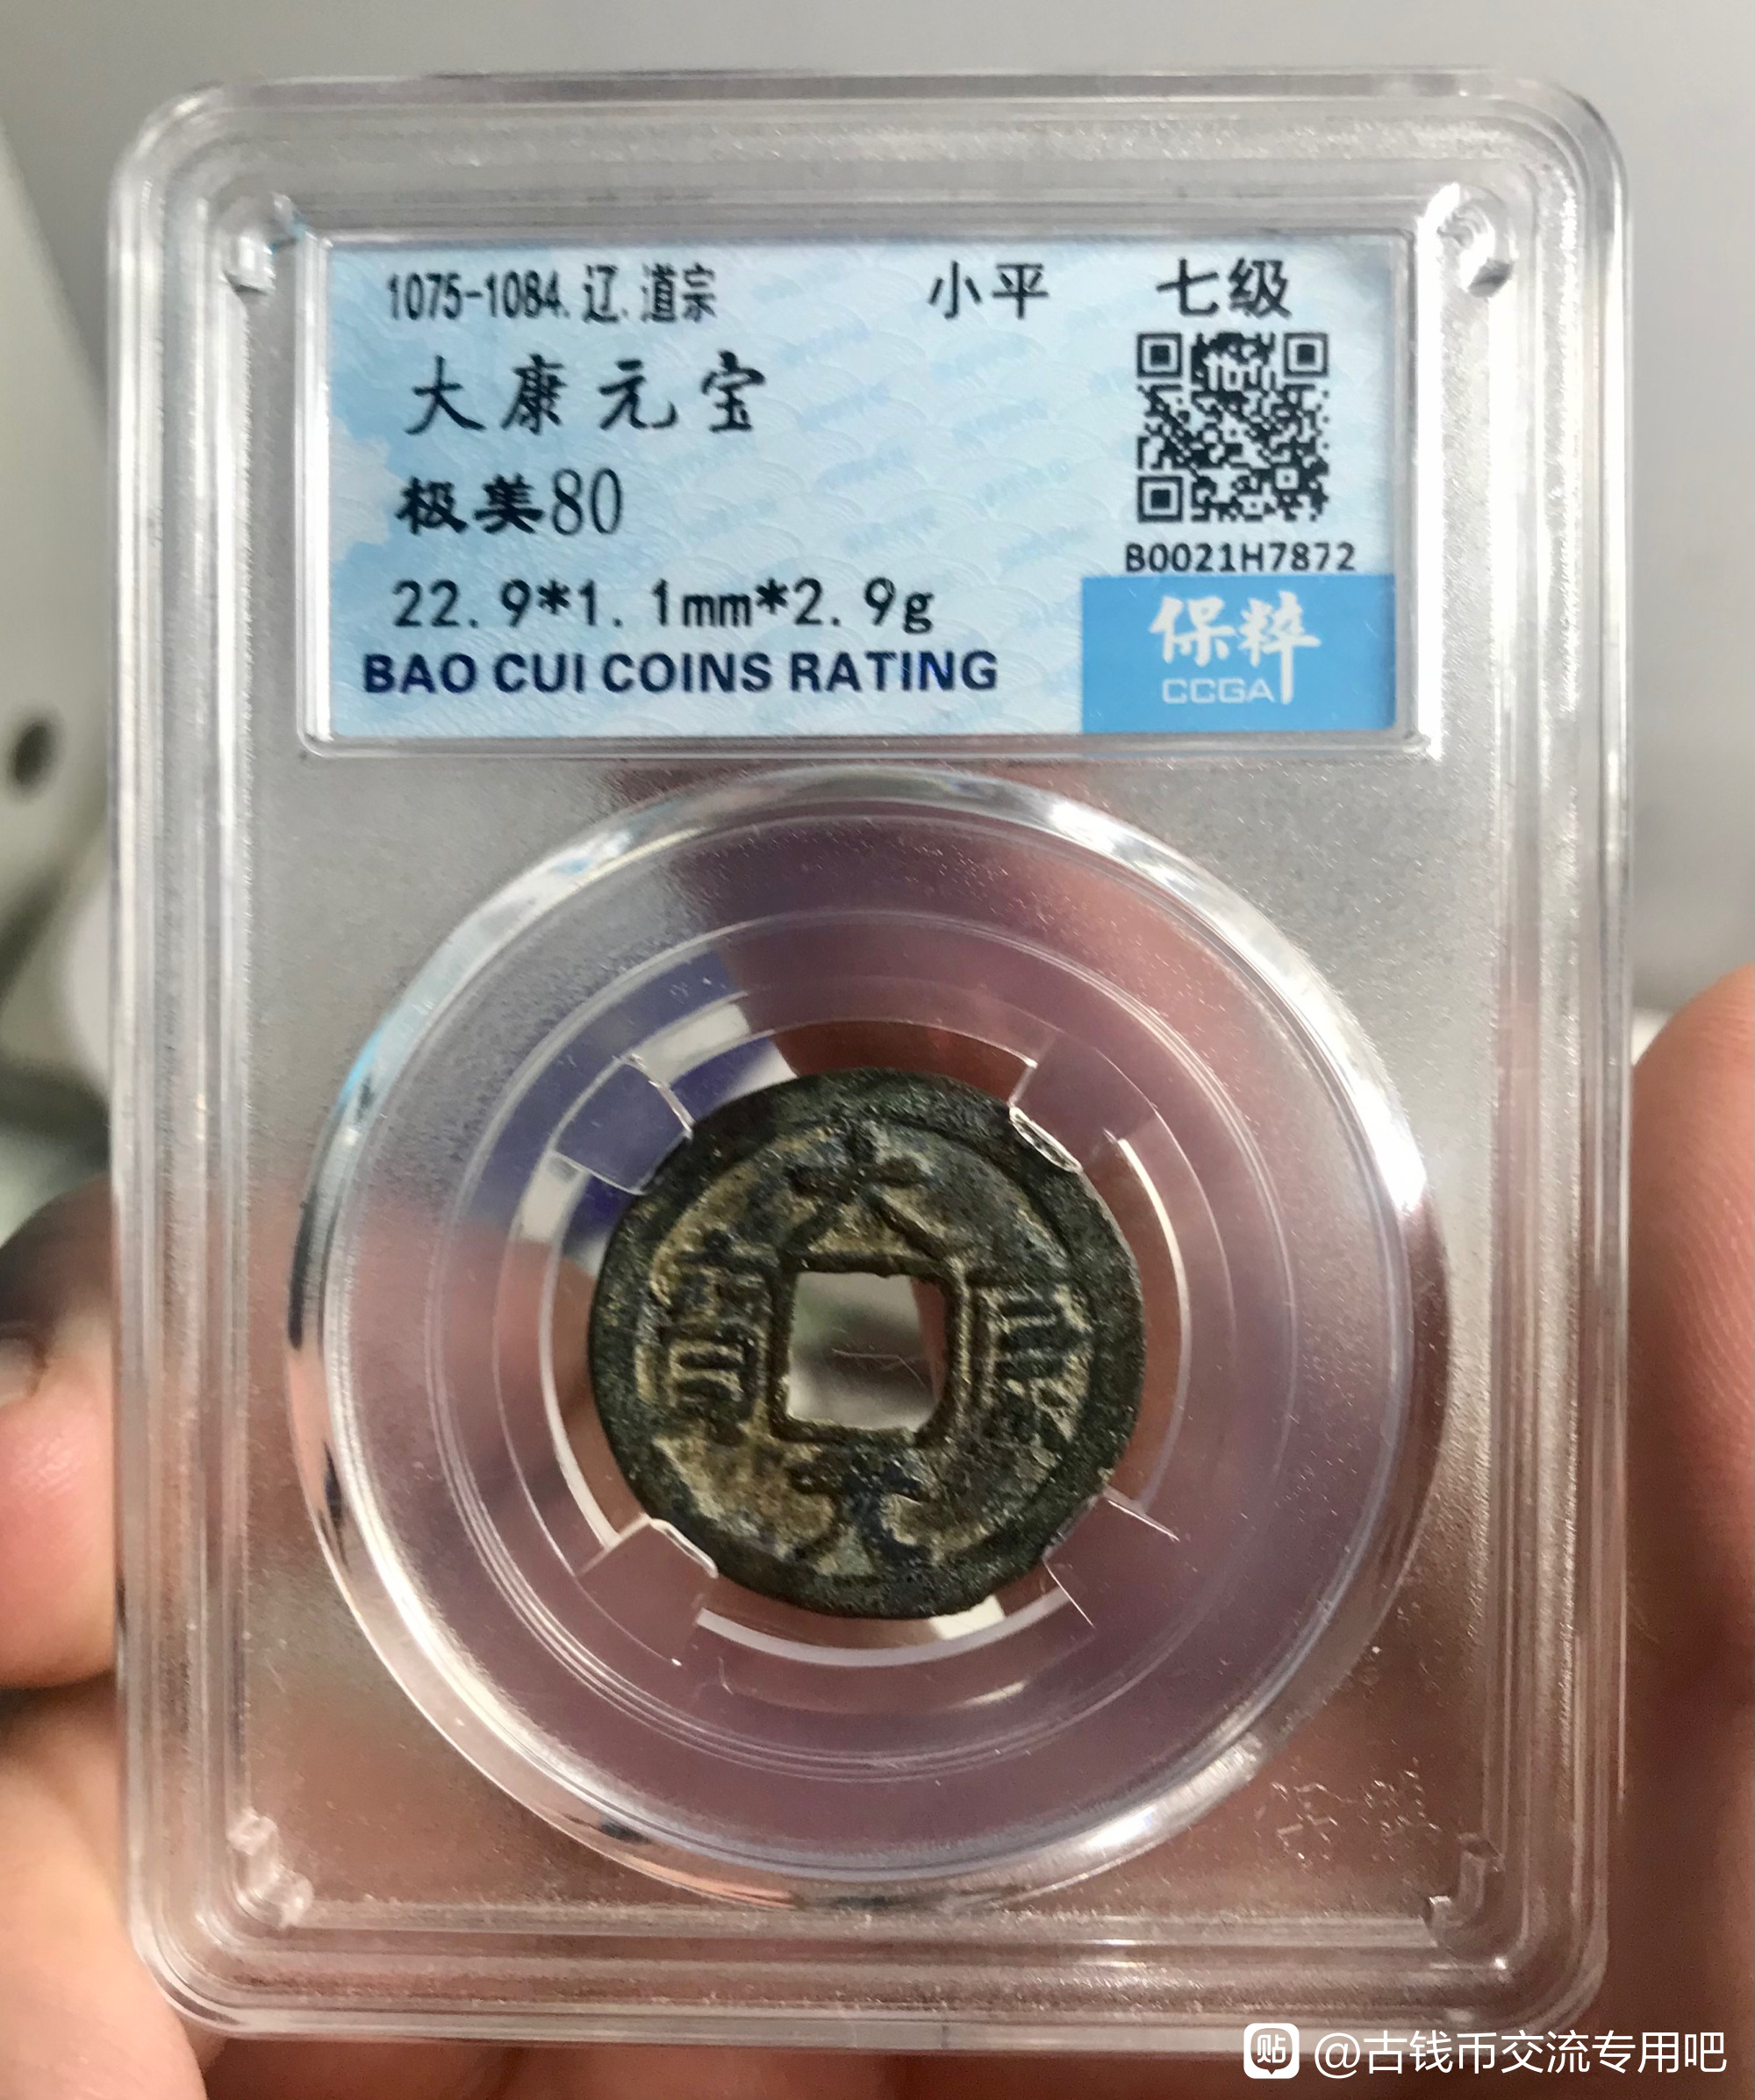 1075-1084.辽.道宗 小平 七级
大康元宝
极美80
B0021H7872
22.9*1.1mm*2.9g
BAO CUI COINS RATING
保粹
CCGA
大康元寳
贴 @古钱币交流专用吧